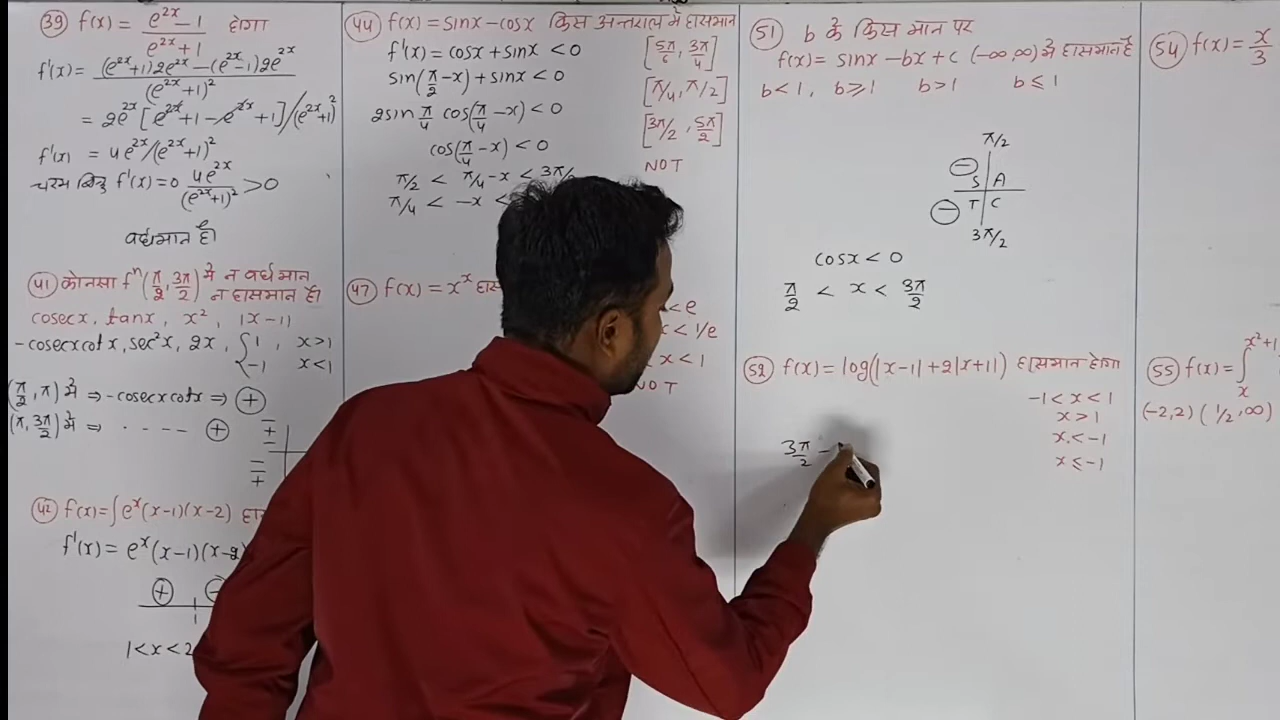 (39) f(x) = (e^2x - 1)/(e^2x + 1) होगा
f'(x) = ((e^2x+1)2e^2x - (e^2x-1)2e^2x)/(e^2x+1)^2
= 2e^2x [e^2x+1 - e^2x+1]/(e^2x+1)^2
f'(x) = 4e^2x/(e^2x+1)^2
चरम बिन्दु f'(x)=0 4e^2x/(e^2x+1)^2 > 0
वर्धमान है।
(41) कोनसा f^n (π/2, 3π/2) में न वर्धमान न हासमान है।
cosecx, tanx, x^2, |x-1|
-cosecxcotx, sec^2x, 2x, { 1, x>1
-1 x<1
(π/2, π) में ⇒ -cosecxcotx ⇒ (+)
(π, 3π/2) में ⇒ . - - - - (+)
(42) f(x) = ∫e^x(x-1)(x-2)
f'(x) = e^x(x-1)(x-2)
(+)
1
1<x<2
(44) f(x) = sinx - cosx किस अन्तराल में हासमान
f'(x) = cosx + sinx < 0
sin(π/2 - x) + sinx < 0
2sin π/4 cos(π/4 - x) < 0
cos(π/4 - x) < 0
π/2 < π/4 - x < 3π/
π/4 < -x <
[5π/6, 3π/4]
[π/4, π/2]
[3π/2, 5π/2]
NOT
(47) f(x) = x^x
< e
< 1/e
x < 1
NOT
(51) b के किस मान पर
f(x) = sinx - bx + c (-∞,∞) में हासमान है
b<1, b≥1 b>1 b≤1
π/2
(-) S A
(-) T C
3π/2
cosx < 0
π/2 < x < 3π/2
(52) f(x) = log(|x-1| + 2|x+1|) हासमान होगा
-1 < x < 1
x > 1
x < -1
x ≤ -1
3π/2 -
(54) f(x) = x/3
(55) f(x) = ∫ x^2+1
x
(-2,2) (1/2,∞)